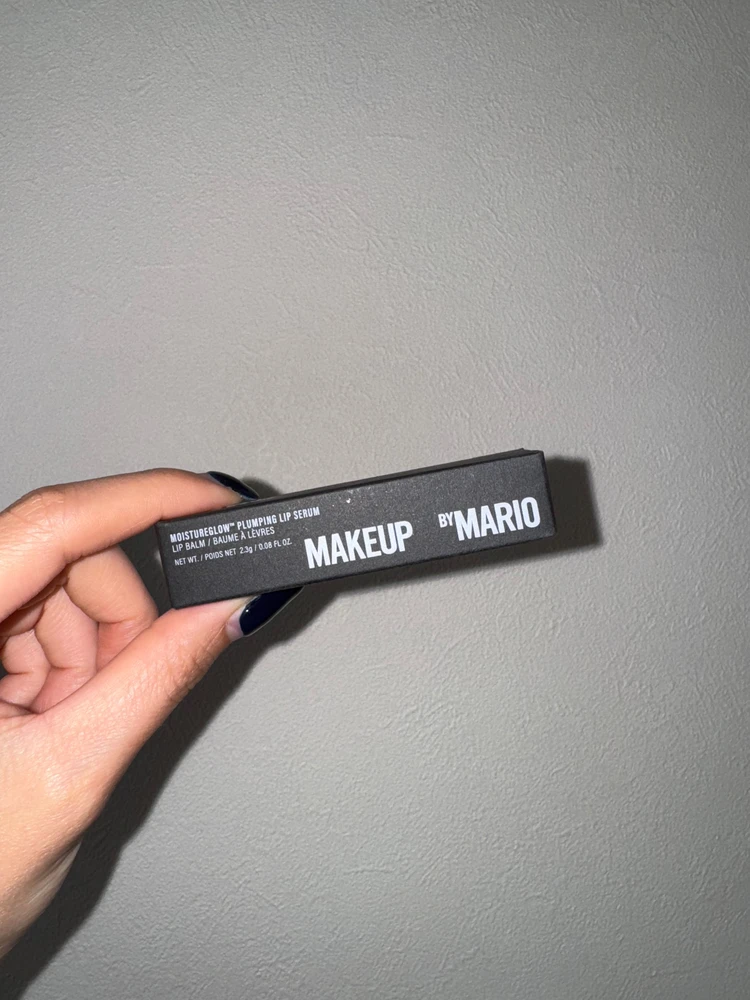 MOISTUREGLOW™ PLUMPING LIP SERUM
LIP BALM / BAUME À LÈVRES
NET WT. / POIDS NET 2.3g / 0.08 FL OZ.
MAKEUP BY MARIO